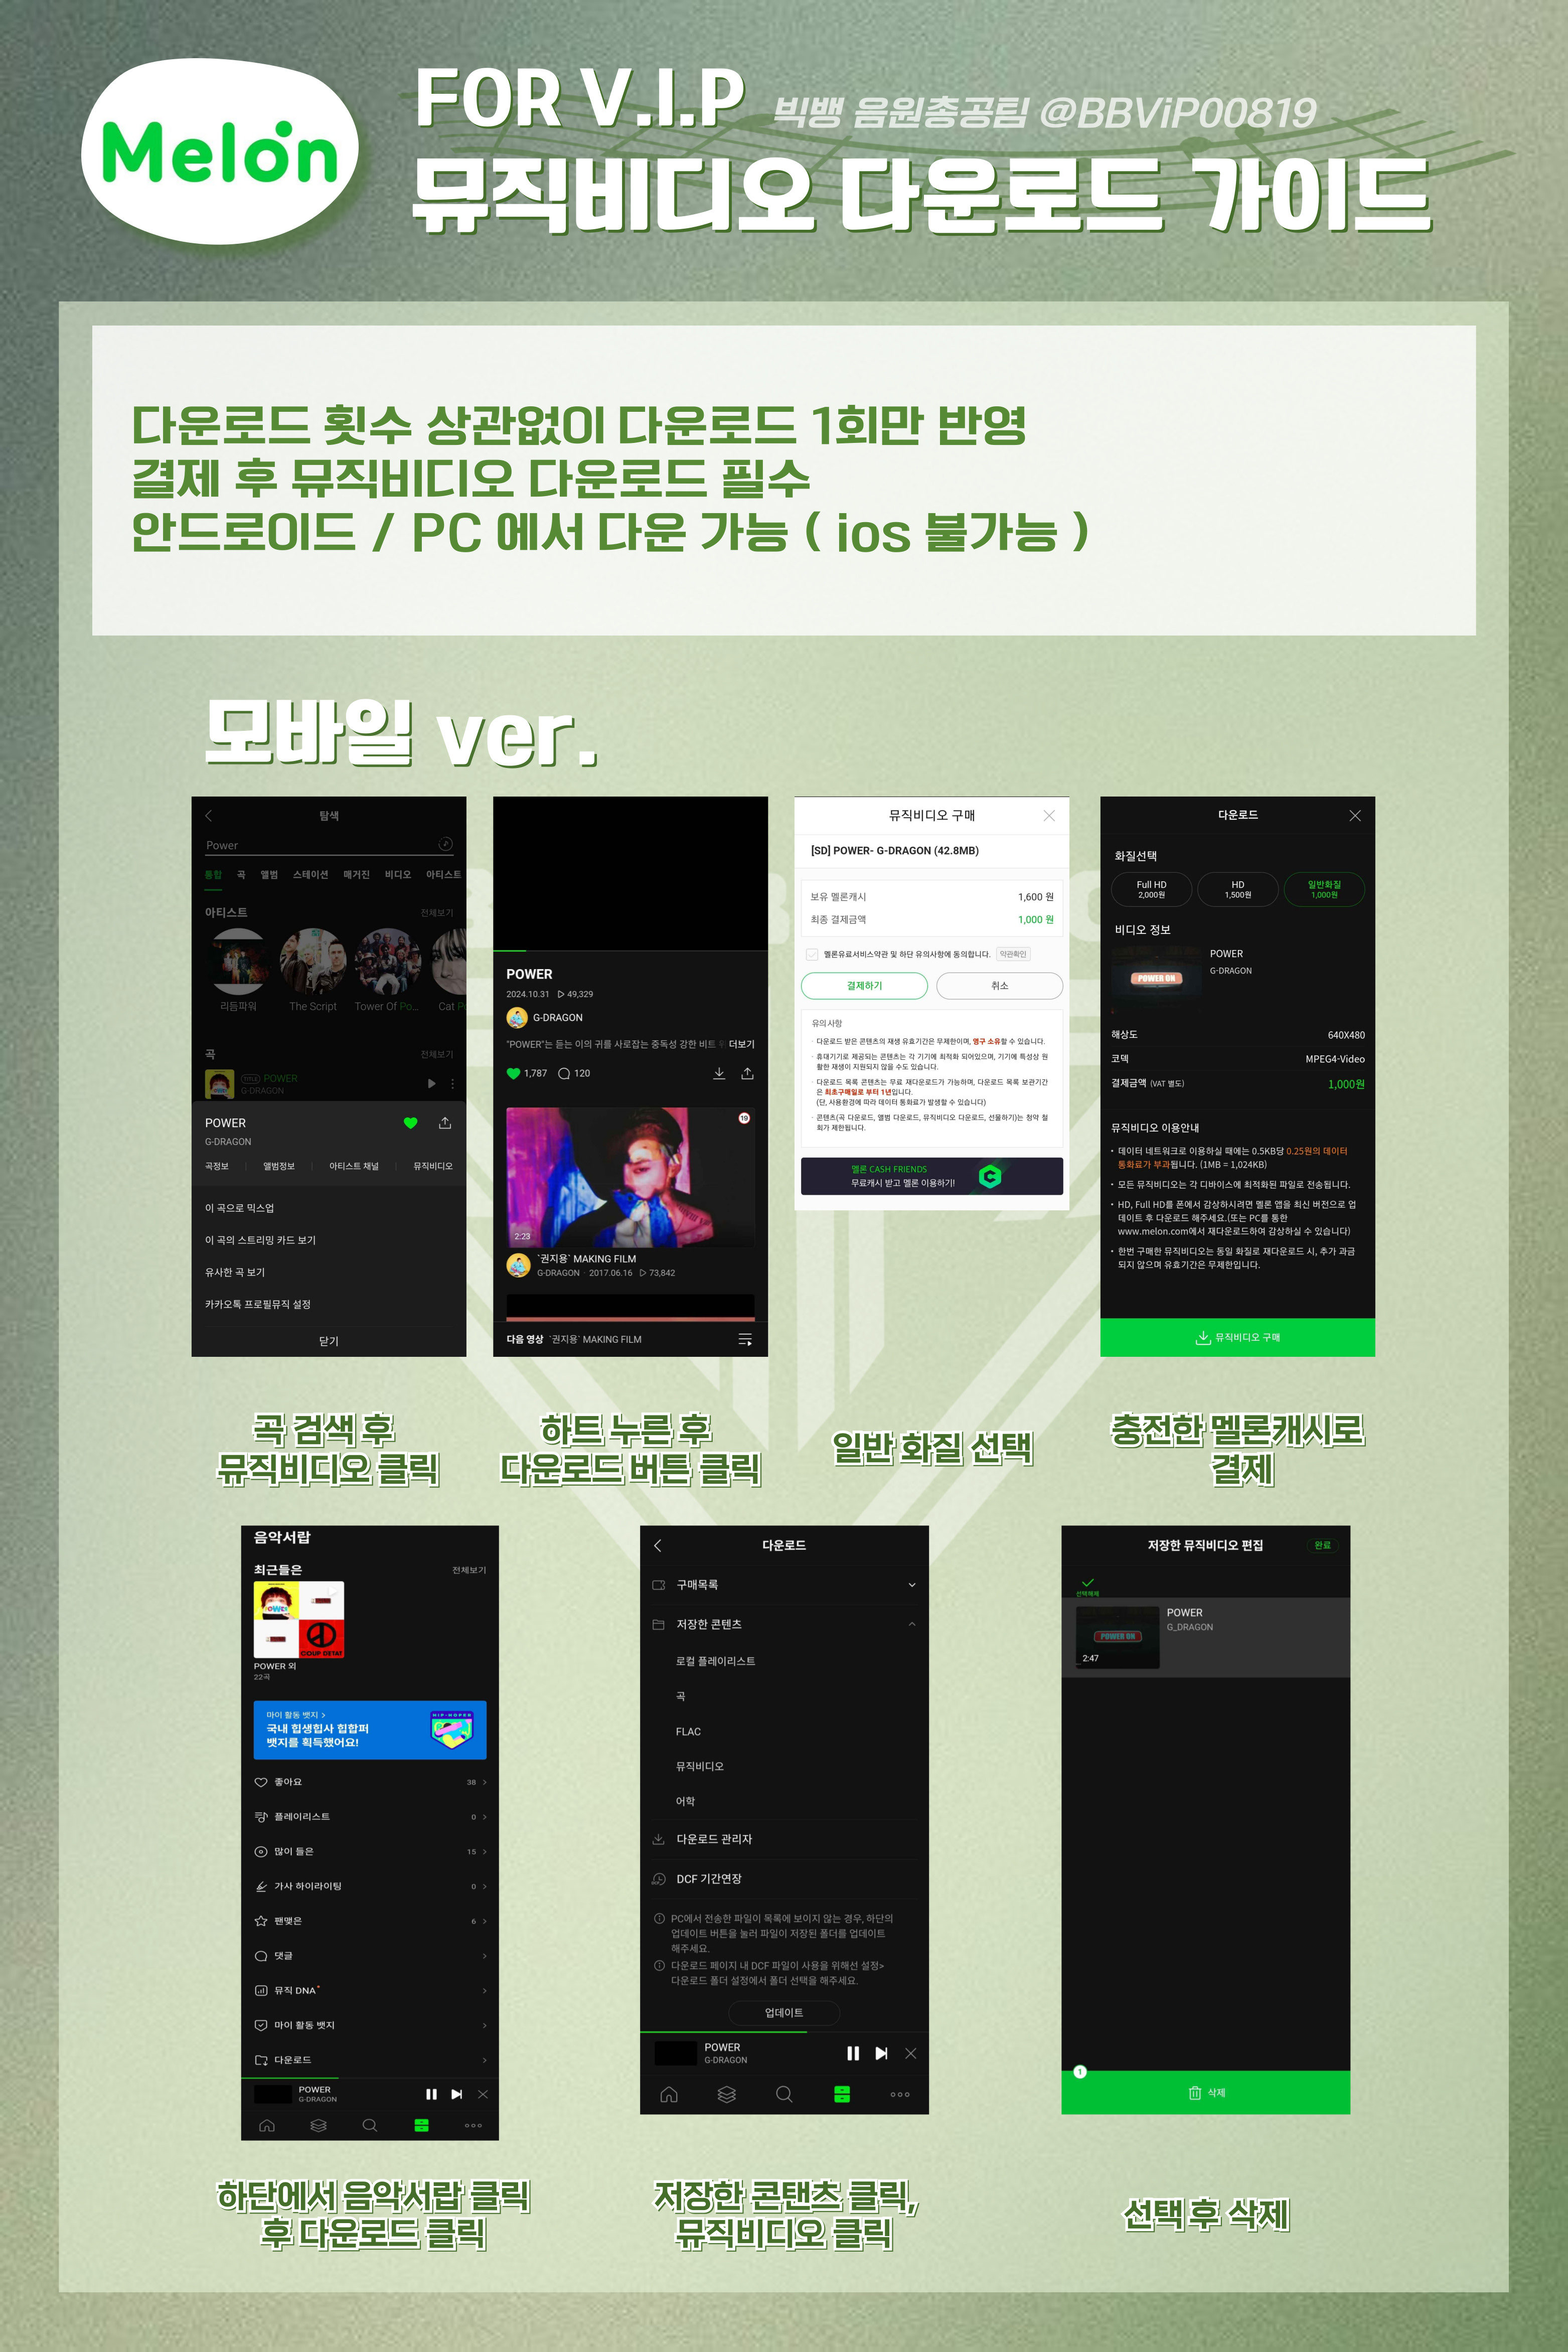 Melon
FOR V.I.P 빅뱅 음원총공팀 @BBViP00819
뮤직비디오 다운로드 가이드
다운로드 횟수 상관없이 다운로드 1회만 반영
결제 후 뮤직비디오 다운로드 필수
안드로이드 / PC 에서 다운 가능 ( ios 불가능 )
모바일 ver.
탐색
Power
통합 곡 앨범 스테이션 매거진 비디오 아티스트
아티스트 전체보기
리듬파워 The Script Tower Of Po... Cat P
곡 전체보기
TITLE POWER
G-DRAGON
POWER
G-DRAGON
곡정보 앨범정보 아티스트 채널 뮤직비디오
이 곡으로 믹스업
이 곡의 스트리밍 카드 보기
유사한 곡 보기
카카오톡 프로필뮤직 설정
닫기
곡 검색 후
뮤직비디오 클릭
POWER
2024.10.31 49,329
G-DRAGON
"POWER"는 듣는 이의 귀를 사로잡는 중독성 강한 비트 더보기
1,787 120
19
2:23
`권지용` MAKING FILM
G-DRAGON · 2017.06.16 73,842
다음 영상 `권지용` MAKING FILM
하트 누른 후
다운로드 버튼 클릭
뮤직비디오 구매
[SD] POWER- G-DRAGON (42.8MB)
보유 멜론캐시 1,600 원
최종 결제금액 1,000 원
멜론유료서비스약관 및 하단 유의사항에 동의합니다. 약관확인
결제하기 취소
유의사항
· 다운로드 받은 콘텐츠의 재생 유효기간은 무제한이며, 영구 소유할 수 있습니다.
· 휴대기기로 제공되는 콘텐츠는 각 기기에 최적화 되어있으며, 기기에 특성상 원
활한 재생이 지원되지 않을 수도 있습니다.
· 다운로드 목록 콘텐츠는 무료 재다운로드가 가능하며, 다운로드 목록 보관기간
은 최초구매일로 부터 1년입니다.
(단, 사용환경에 따라 데이터 통화료가 발생할 수 있습니다)
· 콘텐츠(곡 다운로드, 앨범 다운로드, 뮤직비디오 다운로드, 선물하기)는 청약 철
회가 제한됩니다.
멜론 CASH FRIENDS
무료캐시 받고 멜론 이용하기!
일반 화질 선택
다운로드
화질선택
Full HD HD 일반화질
2,000원 1,500원 1,000원
비디오 정보
POWER ON
POWER
G-DRAGON
해상도 640X480
코덱 MPEG4-Video
결제금액 (VAT 별도) 1,000원
뮤직비디오 이용안내
• 데이터 네트워크로 이용하실 때에는 0.5KB당 0.25원의 데이터
통화료가 부과됩니다. (1MB = 1,024KB)
• 모든 뮤직비디오는 각 디바이스에 최적화된 파일로 전송됩니다.
• HD, Full HD를 폰에서 감상하시려면 멜론 앱을 최신 버전으로 업
데이트 후 다운로드 해주세요.(또는 PC를 통한
www.melon.com에서 재다운로드하여 감상하실 수 있습니다)
• 한번 구매한 뮤직비디오는 동일 화질로 재다운로드 시, 추가 과금
되지 않으며 유효기간은 무제한입니다.
뮤직비디오 구매
충전한 멜론캐시로
결제
음악서랍
최근들은 전체보기
COUP D'ETAT
POWER 외
22곡
마이 활동 뱃지 >
국내 힙생힙사 힙합퍼
뱃지를 획득했어요!
HIP-HOPER
좋아요 38
플레이리스트 0
많이 들은 15
가사 하이라이팅 0
팬맺은 6
댓글
뮤직 DNA
마이 활동 뱃지
다운로드
POWER
G-DRAGON
하단에서 음악서랍 클릭
후 다운로드 클릭
다운로드
구매목록
저장한 콘텐츠
로컬 플레이리스트
곡
FLAC
뮤직비디오
어학
다운로드 관리자
DCF 기간연장
PC에서 전송한 파일이 목록에 보이지 않는 경우, 하단의
업데이트 버튼을 눌러 파일이 저장된 폴더를 업데이트
해주세요.
다운로드 페이지 내 DCF 파일이 사용을 위해선 설정>
다운로드 폴더 설정에서 폴더 선택을 해주세요.
업데이트
POWER
G-DRAGON
저장한 콘탠츠 클릭,
뮤직비디오 클릭
저장한 뮤직비디오 편집 완료
선택해제
POWER ON
2:47
POWER
G_DRAGON
1
삭제
선택 후 삭제